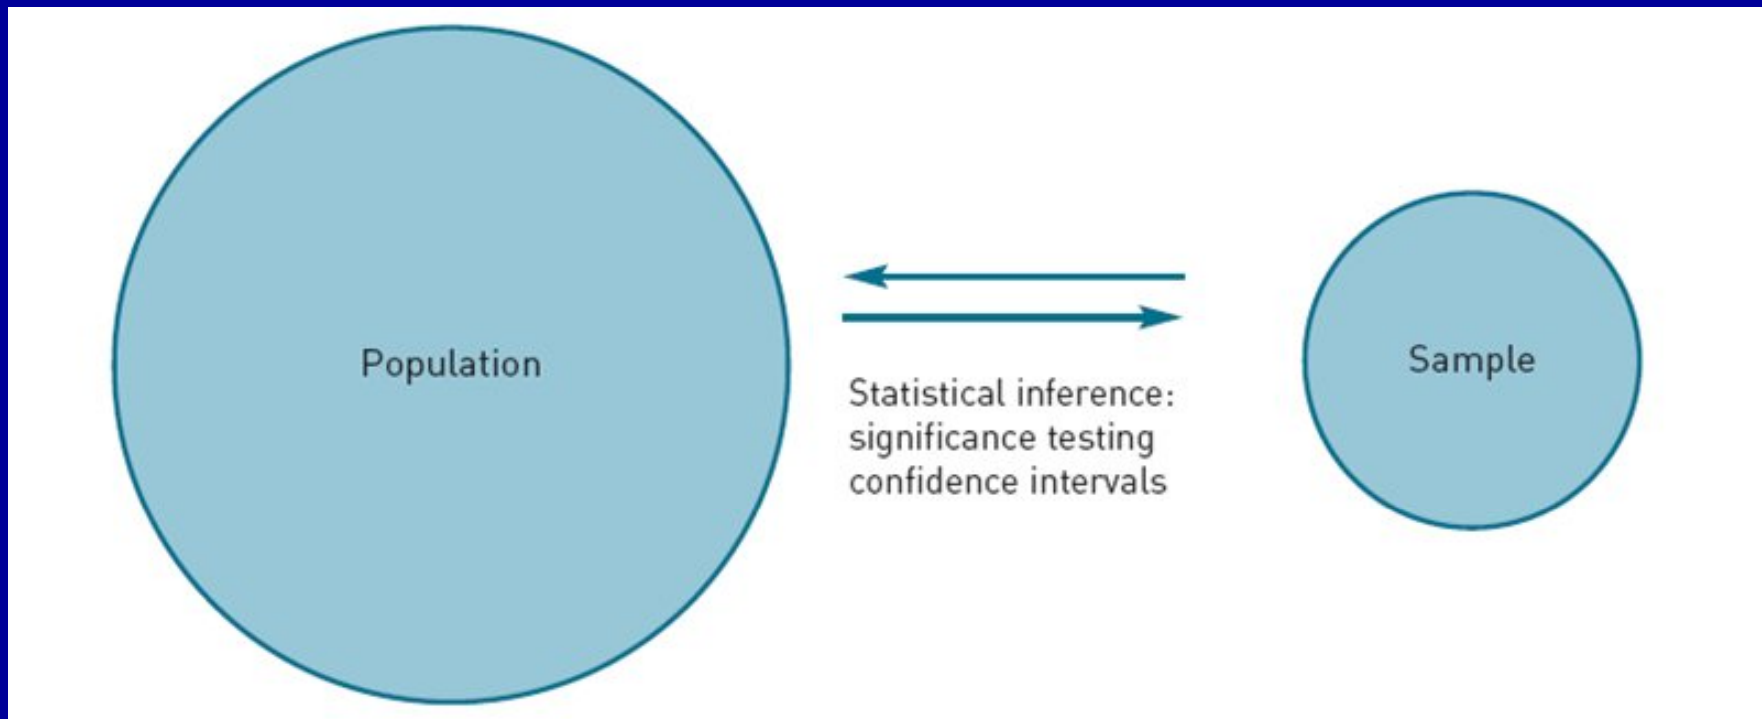 Population
Statistical inference:
significance testing
confidence intervals
Sample